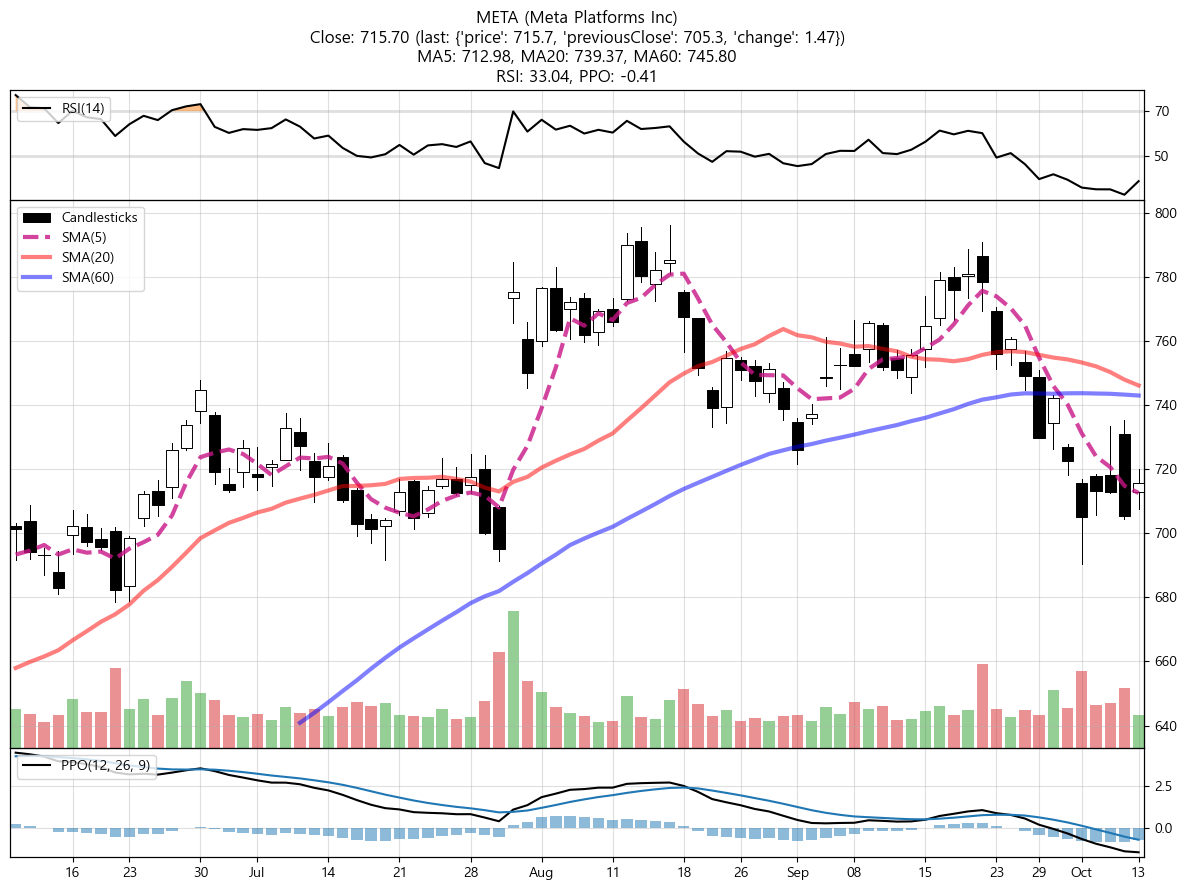 META (Meta Platforms Inc)
Close: 715.70 (last: {'price': 715.7, 'previousClose': 705.3, 'change': 1.47})
MA5: 712.98, MA20: 739.37, MA60: 745.80
RSI: 33.04, PPO: -0.41
RSI(14)
70
50
Candlesticks
SMA(5)
SMA(20)
SMA(60)
800
780
760
740
720
700
680
660
640
PPO(12, 26, 9)
2.5
0.0
16 23 30 Jul 14 21 28 Aug 11 18 26 Sep 08 15 23 29 Oct 13